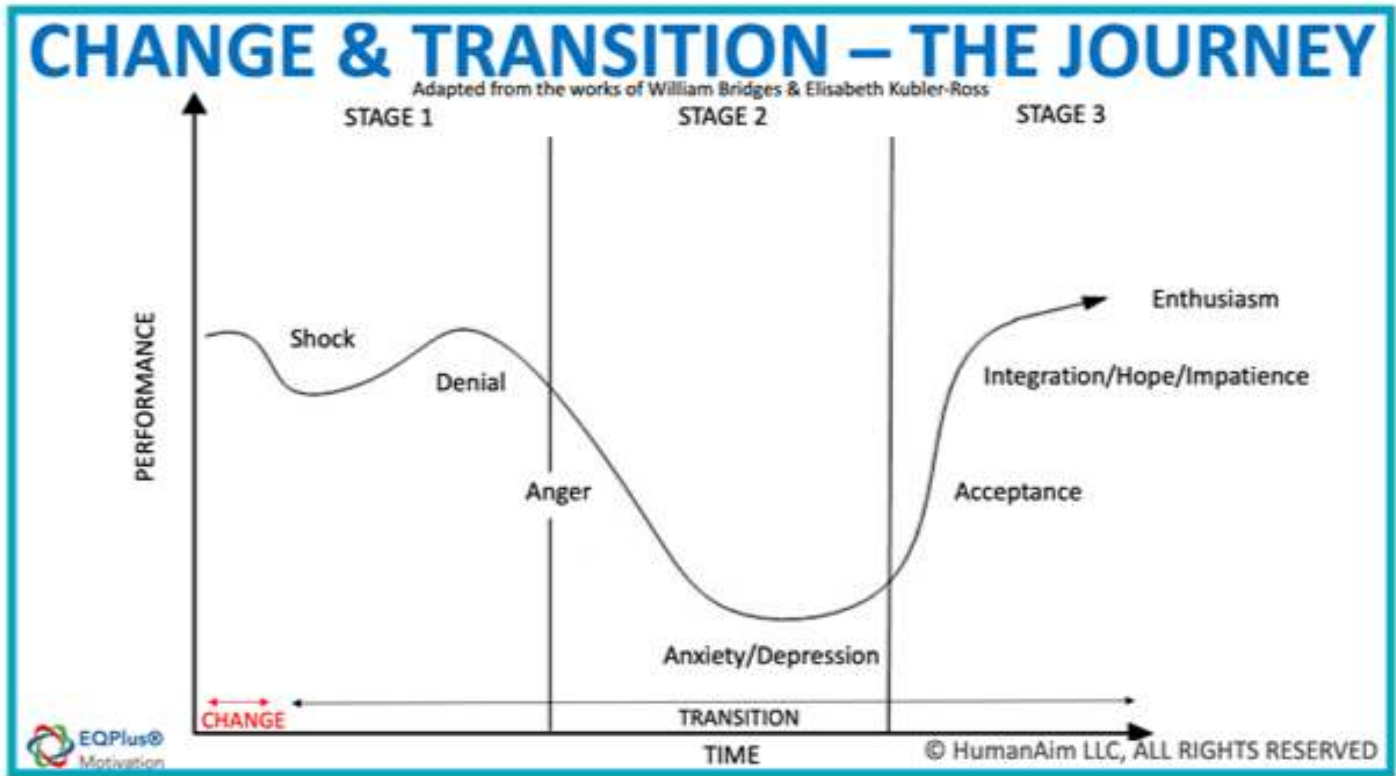 CHANGE & TRANSITION – THE JOURNEY
Adapted from the works of William Bridges & Elisabeth Kubler-Ross
STAGE 1
STAGE 2
STAGE 3
PERFORMANCE
Shock
Denial
Anger
Anxiety/Depression
Acceptance
Integration/Hope/Impatience
Enthusiasm
CHANGE
TRANSITION
TIME
EQPlus®
Motivation
© HumanAim LLC, ALL RIGHTS RESERVED